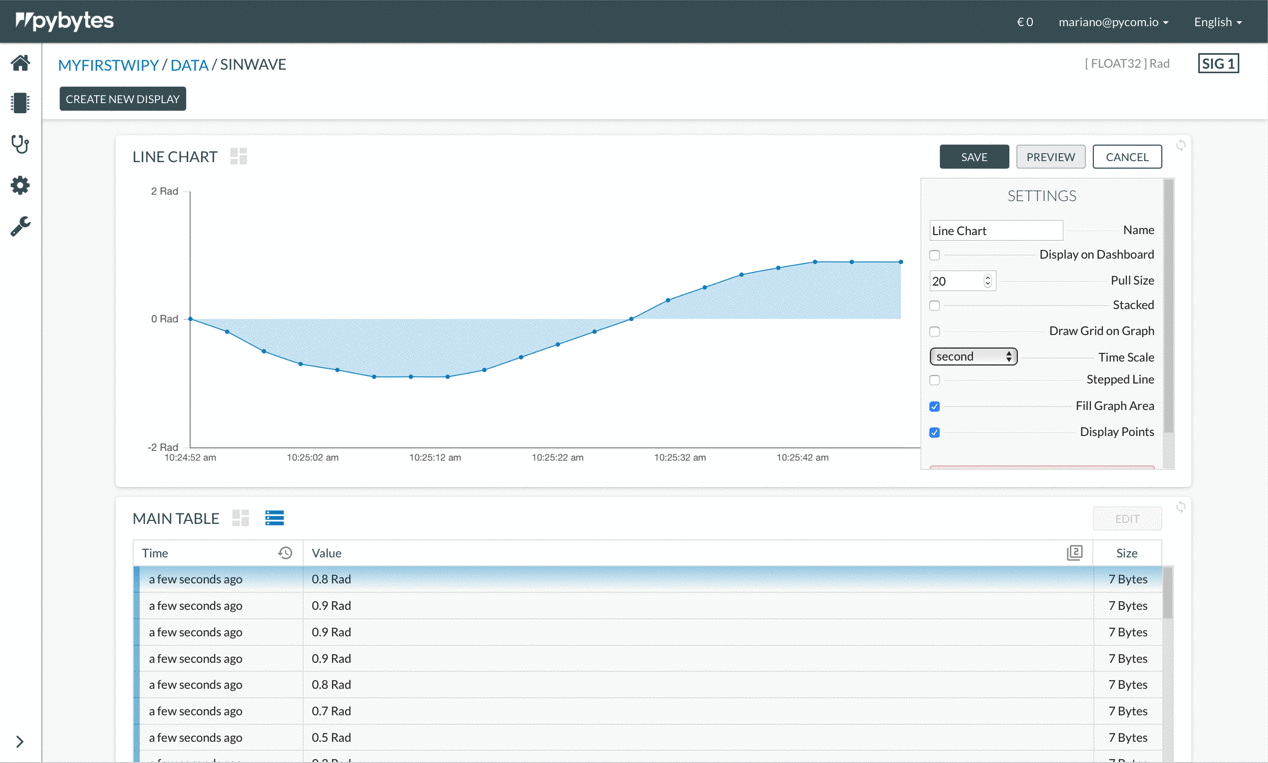 pybytes
€ 0 mariano@pycom.io English
MYFIRSTWIPY / DATA / SINWAVE
[ FLOAT32 ] Rad SIG 1
CREATE NEW DISPLAY
LINE CHART
SAVE PREVIEW CANCEL
2 Rad
0 Rad
-2 Rad
10:24:52 am 10:25:02 am 10:25:12 am 10:25:22 am 10:25:32 am 10:25:42 am
SETTINGS
Line Chart Name
Display on Dashboard
20 Pull Size
Stacked
Draw Grid on Graph
second Time Scale
Stepped Line
Fill Graph Area
Display Points
MAIN TABLE
EDIT
Time Value 2 Size
a few seconds ago 0.8 Rad 7 Bytes
a few seconds ago 0.9 Rad 7 Bytes
a few seconds ago 0.9 Rad 7 Bytes
a few seconds ago 0.9 Rad 7 Bytes
a few seconds ago 0.8 Rad 7 Bytes
a few seconds ago 0.7 Rad 7 Bytes
a few seconds ago 0.5 Rad 7 Bytes